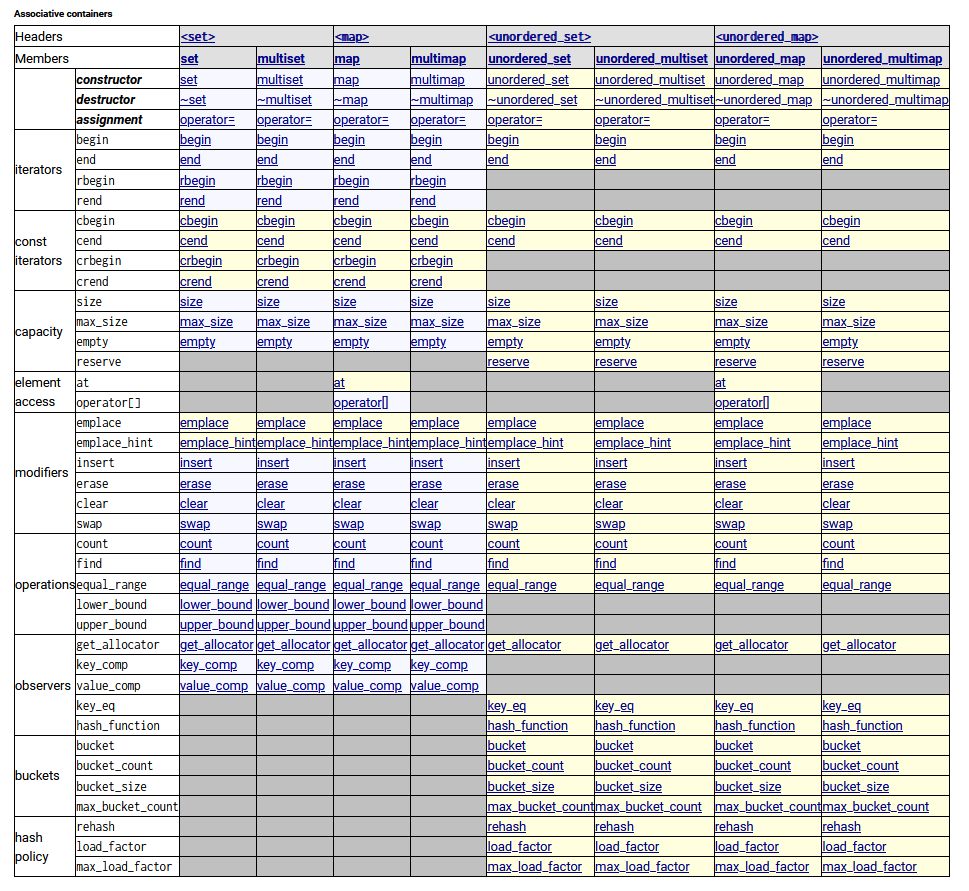 Associative containers
Headers <set> <map> <unordered_set> <unordered_map>
Members set multiset map multimap unordered_set unordered_multiset unordered_map unordered_multimap
constructor set multiset map multimap unordered_set unordered_multiset unordered_map unordered_multimap
destructor ~set ~multiset ~map ~multimap ~unordered_set ~unordered_multiset ~unordered_map ~unordered_multimap
assignment operator= operator= operator= operator= operator= operator= operator= operator=
iterators
begin begin begin begin begin begin begin begin begin
end end end end end end end end end
rbegin rbegin rbegin rbegin rbegin
rend rend rend rend rend
const
iterators
cbegin cbegin cbegin cbegin cbegin cbegin cbegin cbegin cbegin
cend cend cend cend cend cend cend cend cend
crbegin crbegin crbegin crbegin crbegin
crend crend crend crend crend
capacity
size size size size size size size size size
max_size max_size max_size max_size max_size max_size max_size max_size max_size
empty empty empty empty empty empty empty empty empty
reserve reserve reserve reserve reserve
element
access
at at at
operator[] operator[] operator[]
modifiers
emplace emplace emplace emplace emplace emplace emplace emplace emplace
emplace_hint emplace_hint emplace_hint emplace_hint emplace_hint emplace_hint emplace_hint emplace_hint emplace_hint
insert insert insert insert insert insert insert insert insert
erase erase erase erase erase erase erase erase erase
clear clear clear clear clear clear clear clear clear
swap swap swap swap swap swap swap swap swap
operations
count count count count count count count count count
find find find find find find find find find
equal_range equal_range equal_range equal_range equal_range equal_range equal_range equal_range equal_range
lower_bound lower_bound lower_bound lower_bound lower_bound
upper_bound upper_bound upper_bound upper_bound upper_bound
observers
get_allocator get_allocator get_allocator get_allocator get_allocator get_allocator get_allocator get_allocator get_allocator
key_comp key_comp key_comp key_comp key_comp
value_comp value_comp value_comp value_comp value_comp
key_eq key_eq key_eq key_eq key_eq
hash_function hash_function hash_function hash_function hash_function
buckets
bucket bucket bucket bucket bucket
bucket_count bucket_count bucket_count bucket_count bucket_count
bucket_size bucket_size bucket_size bucket_size bucket_size
max_bucket_count max_bucket_count max_bucket_count max_bucket_count max_bucket_count
hash
policy
rehash rehash rehash rehash rehash
load_factor load_factor load_factor load_factor load_factor
max_load_factor max_load_factor max_load_factor max_load_factor max_load_factor